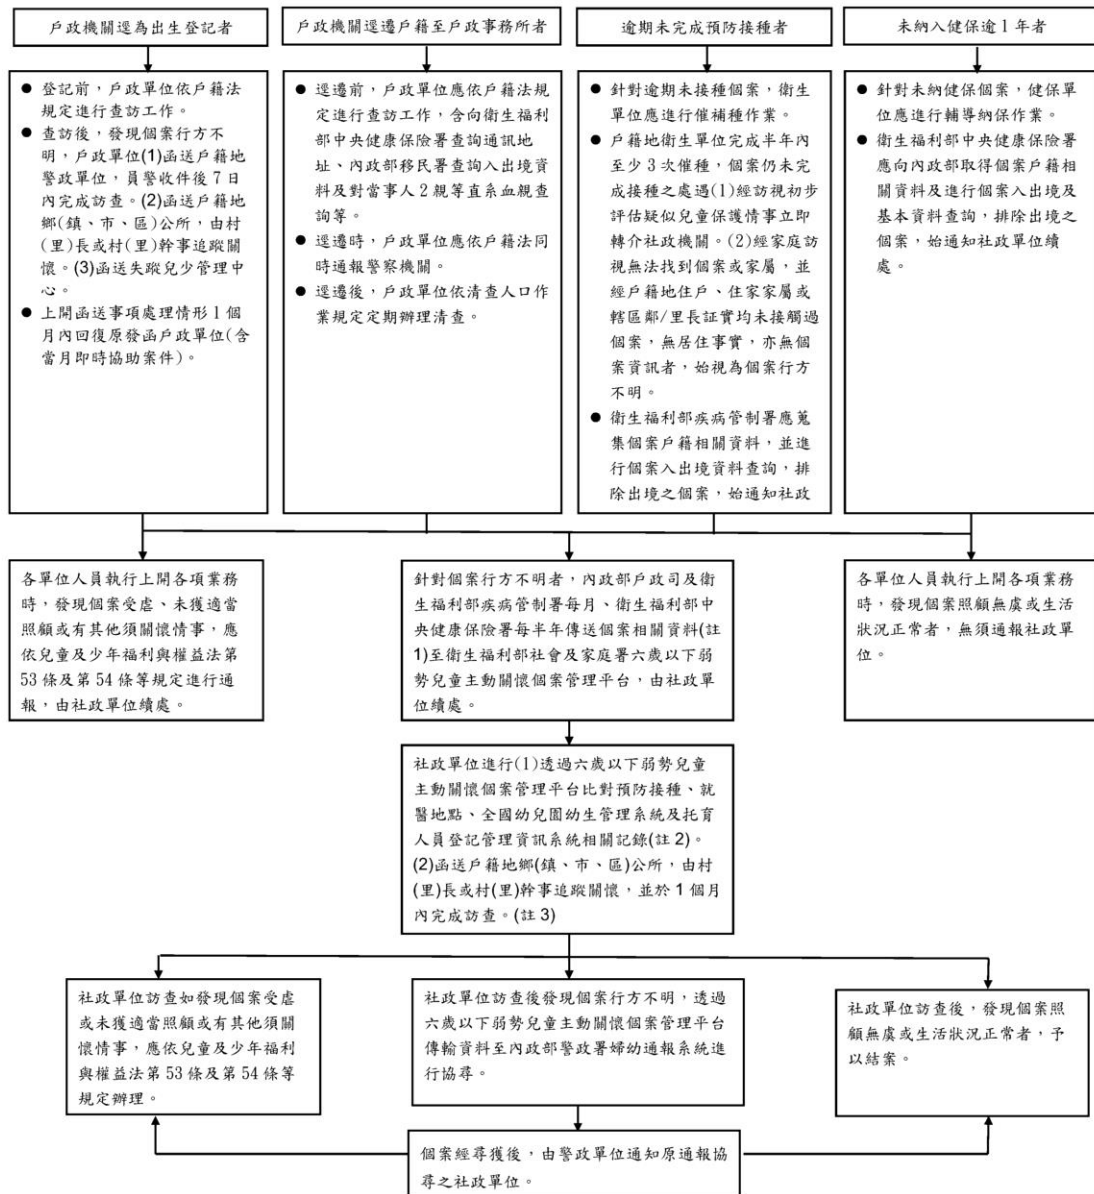 戶政機關逕為出生登記者
戶政機關逕遷戶籍至戶政事務所者
逾期未完成預防接種者
未納入健保逾1年者
● 登記前，戶政單位依戶籍法
規定進行查訪工作。
● 查訪後，發現個案行方不
明，戶政單位(1)函送戶籍地
警政單位，員警收件後7日
內完成訪查。(2)函送戶籍地
鄉(鎮、市、區)公所，由村
(里)長或村(里)幹事追蹤關
懷。(3)函送失蹤兒少管理中
心。
● 上開函送事項處理情形1個
月內回復原發函戶政單位(含
當月即時協助案件)。
● 逕遷前，戶政單位應依戶籍法規
定進行查訪工作，含向衛生福利
部中央健康保險署查詢通訊地
址、內政部移民署查詢入出境資
料及對當事人2親等直系血親查
詢等。
● 逕遷時，戶政單位應依戶籍法同
時通報警察機關。
● 逕遷後，戶政單位依清查人口作
業規定定期辦理清查。
● 針對逾期未接種個案，衛生
單位應進行催補種作業。
● 戶籍地衛生單位完成半年內
至少3次催種，個案仍未完
成接種之處遇(1)經訪視初步
評估疑似兒童保護情事立即
轉介社政機關。(2)經家庭訪
視無法找到個案或家屬，並
經戶籍地住戶、住家家屬或
轄區鄰/里長証實均未接觸過
個案，無居住事實，亦無個
案資訊者，始視為個案行方
不明。
● 衛生福利部疾病管制署應蒐
集個案戶籍相關資料，並進
行個案入出境資料查詢，排
除出境之個案，始通知社政
● 針對未納健保個案，健保單
位應進行輔導納保作業。
● 衛生福利部中央健康保險署
應向內政部取得個案戶籍相
關資料及進行個案入出境及
基本資料查詢，排除出境之
個案，始通知社政單位續
處。
各單位人員執行上開各項業務
時，發現個案受虐、未獲適當
照顧或有其他須關懷情事，應
依兒童及少年福利與權益法第
53條及第54條等規定進行通
報，由社政單位續處。
針對個案行方不明者，內政部戶政司及衛
生福利部疾病管制署每月、衛生福利部中
央健康保險署每半年傳送個案相關資料(註
1)至衛生福利部社會及家庭署六歲以下弱
勢兒童主動關懷個案管理平台，由社政單
位續處。
各單位人員執行上開各項業務
時，發現個案照顧無虞或生活
狀況正常者，無須通報社政單
位。
社政單位進行(1)透過六歲以下弱勢兒童
主動關懷個案管理平台比對預防接種、就
醫地點、全國幼兒園幼生管理系統及托育
人員登記管理資訊系統相關記錄(註2)。
(2)函送戶籍地鄉(鎮、市、區)公所，由村
(里)長或村(里)幹事追蹤關懷，並於1個月
內完成訪查。(註3)
社政單位訪查如發現個案受虐
或未獲適當照顧或有其他須關
懷情事，應依兒童及少年福利
與權益法第53條及第54條等
規定辦理。
社政單位訪查後發現個案行方不明，透過
六歲以下弱勢兒童主動關懷個案管理平台
傳輸資料至內政部警政署婦幼通報系統進
行協尋。
社政單位訪查後，發現個案照
顧無虞或生活狀況正常者，予
以結案。
個案經尋獲後，由警政單位通知原通報協
尋之社政單位。